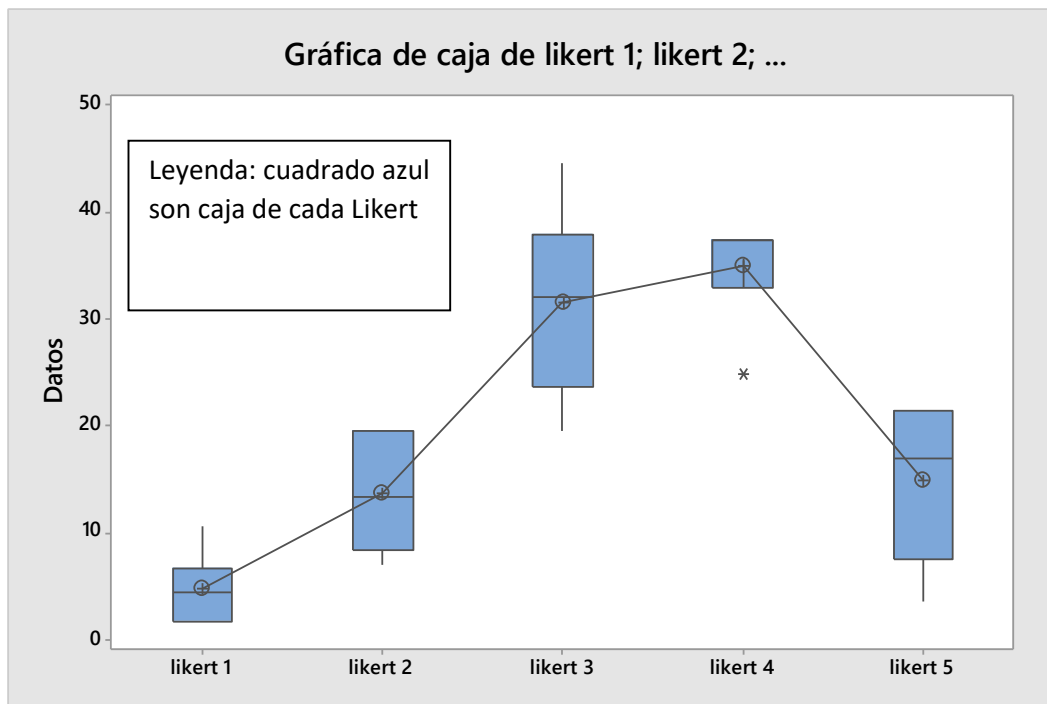 Gráfica de caja de likert 1; likert 2; ...
50
Leyenda: cuadrado azul
son caja de cada Likert
40
30
Datos
20
10
0
likert 1 likert 2 likert 3 likert 4 likert 5